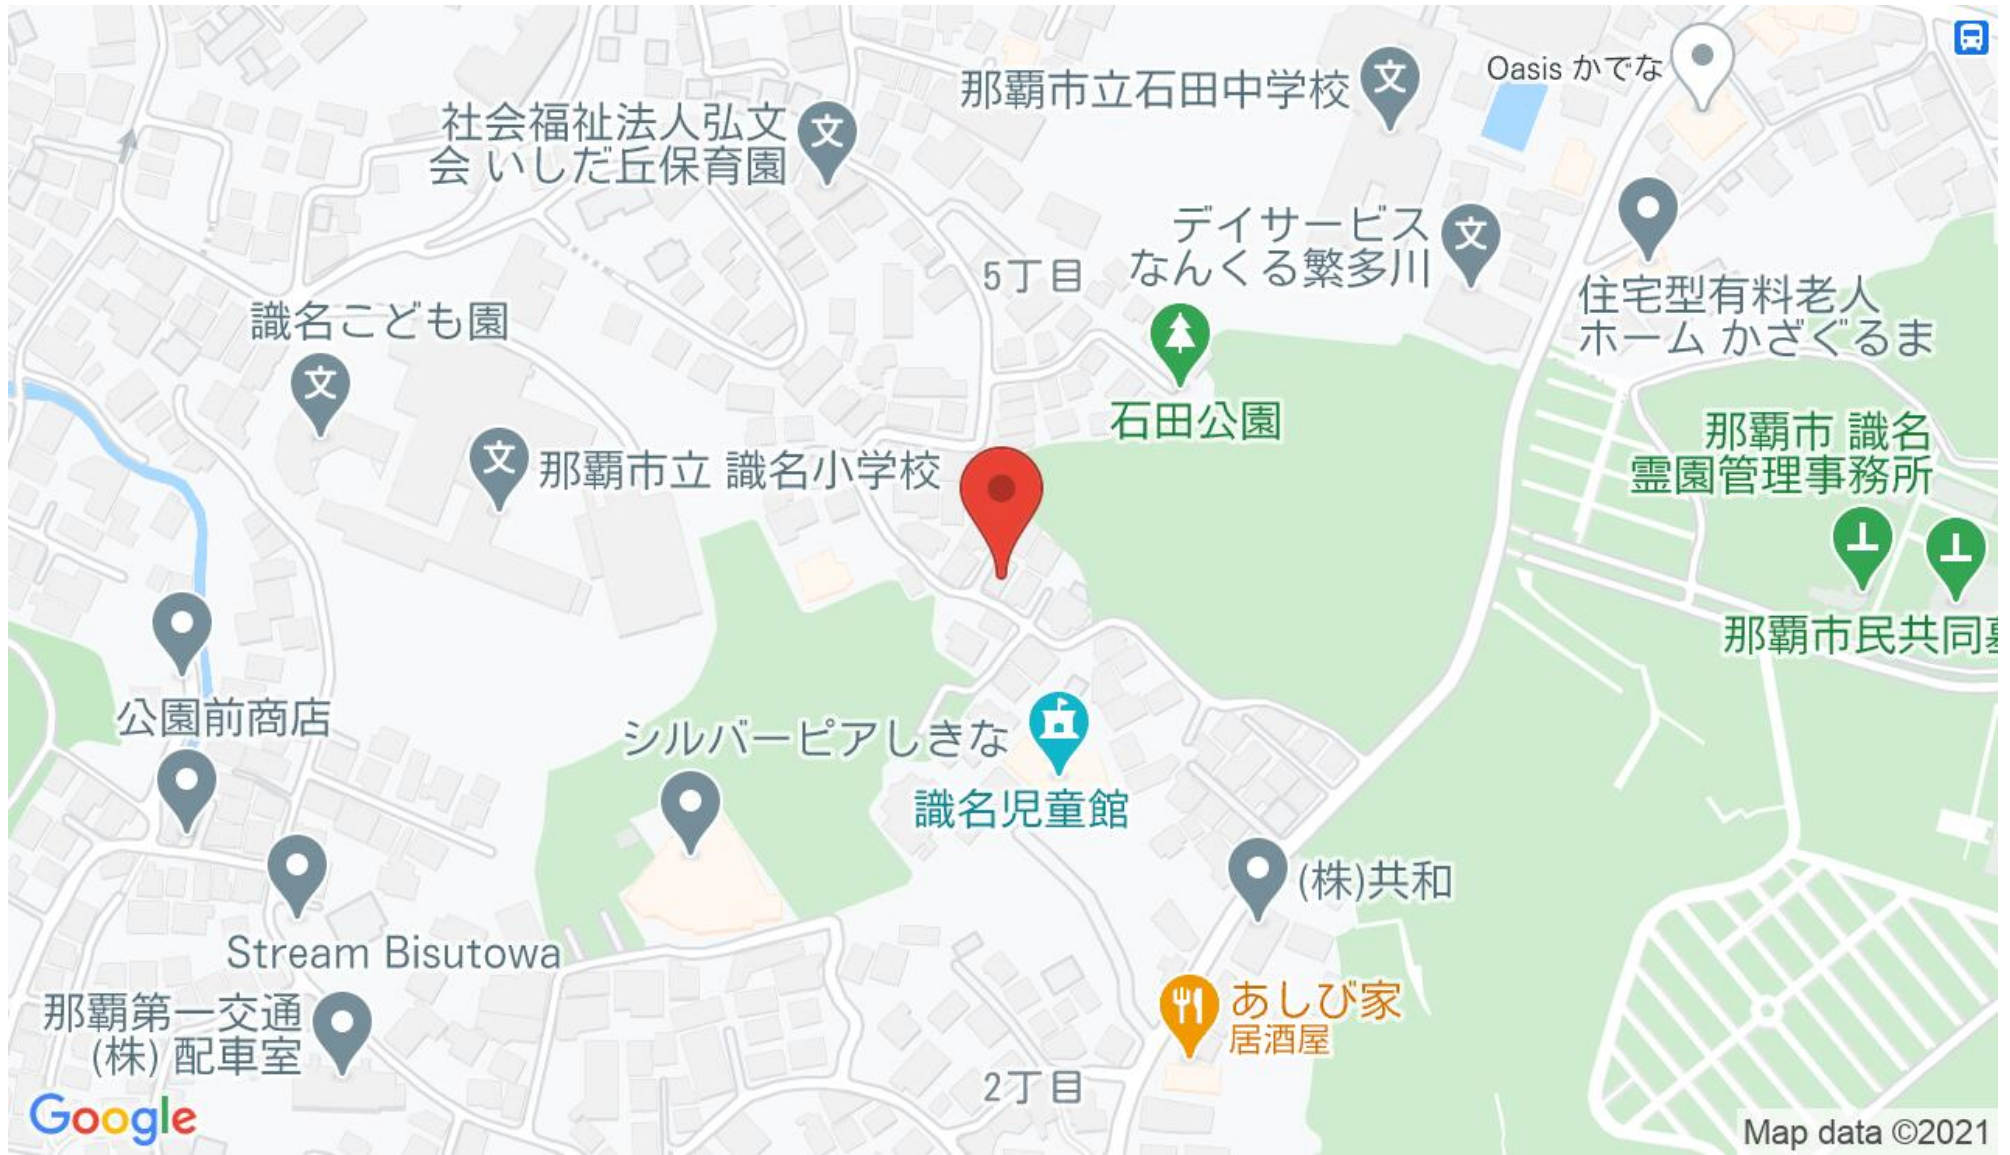 那覇市立石田中学校
Oasis かでな
社会福祉法人弘文
会 いしだ丘保育園
デイサービス
なんくる繁多川
5丁目
住宅型有料老人
ホーム かざぐるま
識名こども園
石田公園
那覇市 識名
霊園管理事務所
那覇市立 識名小学校
那覇市民共同墓
公園前商店
シルバーピアしきな
識名児童館
(株)共和
Stream Bisutowa
あしび家
居酒屋
那覇第一交通
(株) 配車室
2丁目
Google
Map data ©2021
文
文
文
文
文